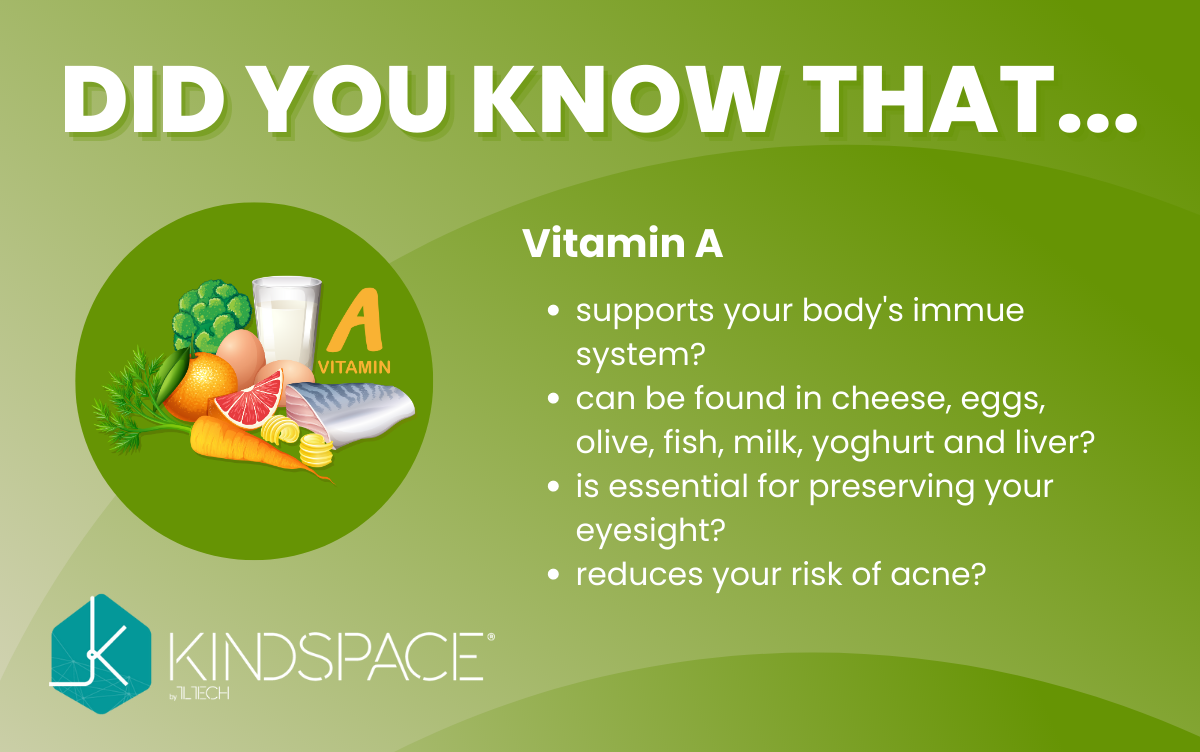 DID YOU KNOW THAT...
Vitamin A
• supports your body's immue
system?
• can be found in cheese, eggs,
olive, fish, milk, yoghurt and liver?
• is essential for preserving your
eyesight?
• reduces your risk of acne?
A
VITAMIN
KINDSPACE®
by TLTECH